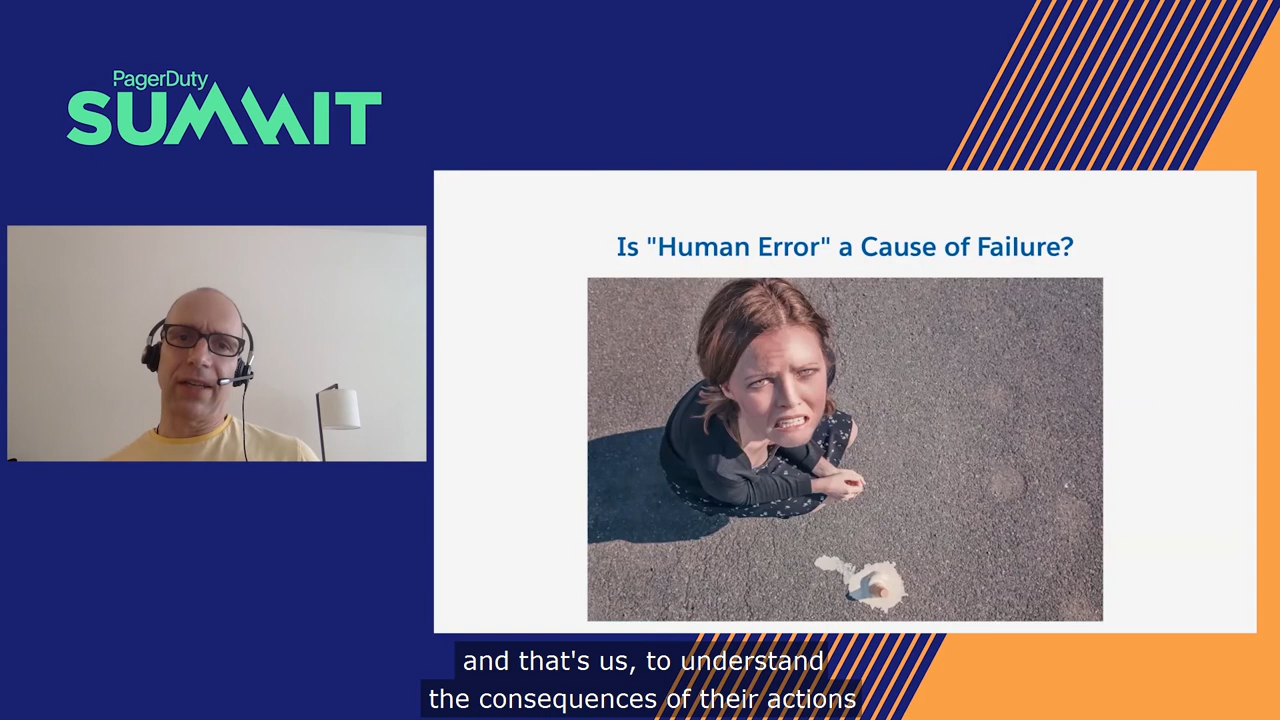 PagerDuty
SUMMIT
Is "Human Error" a Cause of Failure?
and that's us, to understand
the consequences of their actions